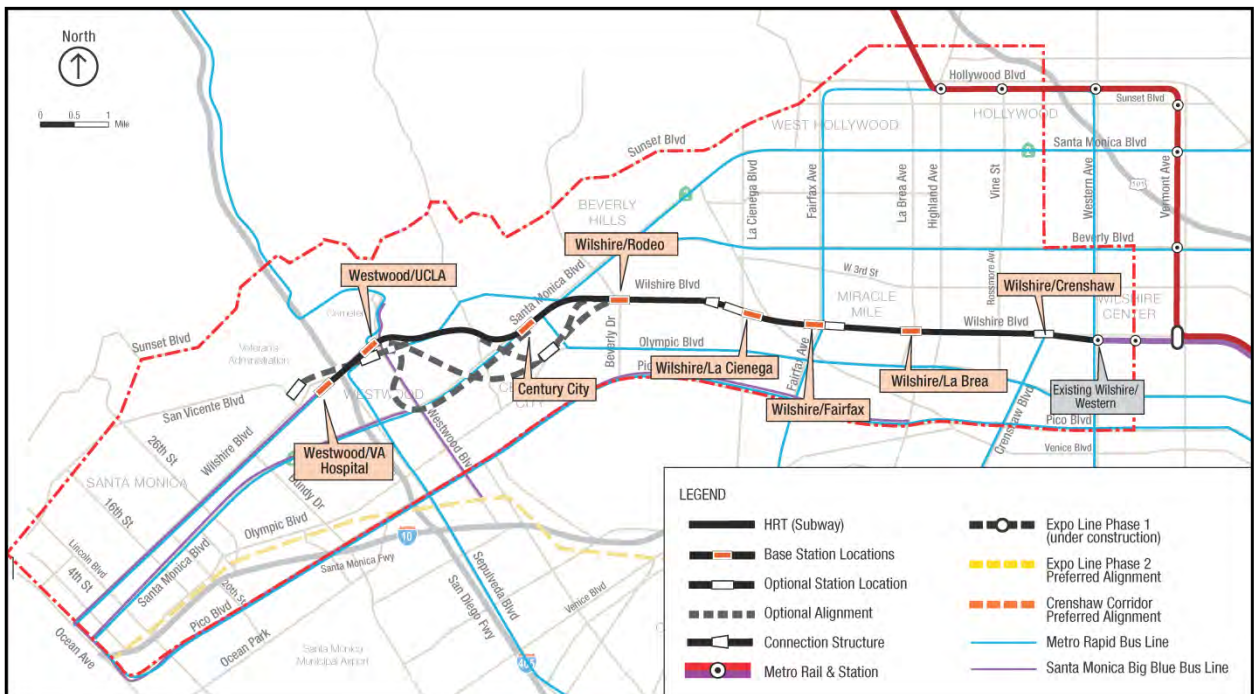 North
0
0.5
1
Mile
Hollywood Blvd
Sunset Blvd
HOLLYWOOD
WEST HOLLYWOOD
Santa Monica Blvd
Sunset Blvd
La Cienega Blvd
Fairfax Ave
La Brea Ave
Highland Ave
Vine St
Western Ave
Vermont Ave
101
2
BEVERLY
HILLS
Beverly Blvd
Wilshire/Rodeo
W 3rd St
Rossmore Ave
Westwood/UCLA
Santa Monica Blvd
Wilshire Blvd
MIRACLE
MILE
Wilshire/Crenshaw
WILSHIRE
CENTER
Wilshire Blvd
Cemetery
Sunset Blvd
Veterans
Administration
Beverly Dr
Olympic Blvd
Wilshire/La Cienega
Fairfax Ave
Wilshire/La Brea
Existing Wilshire/
Western
Century City
CITY
Wilshire/Fairfax
Crenshaw Blvd
Pico Blvd
Venice Blvd
WESTWOOD
San Vicente Blvd
Westwood/VA
Hospital
Westwood Blvd
26th St
Wilshire Blvd
SANTA MONICA
16th St
Bundy Dr
Olympic Blvd
10
Lincoln Blvd
4th St
Santa Monica Blvd
20th St
Santa Monica Fwy
Sepulveda Blvd
San Diego Fwy
Venice Blvd
Pico Blvd
Ocean Park
Ocean Ave
Santa Monica
Municipal Airport
405
LEGEND
HRT (Subway)
Base Station Locations
Optional Station Location
Optional Alignment
Connection Structure
Metro Rail & Station
Expo Line Phase 1
(under construction)
Expo Line Phase 2
Preferred Alignment
Crenshaw Corridor
Preferred Alignment
Metro Rapid Bus Line
Santa Monica Big Blue Bus Line